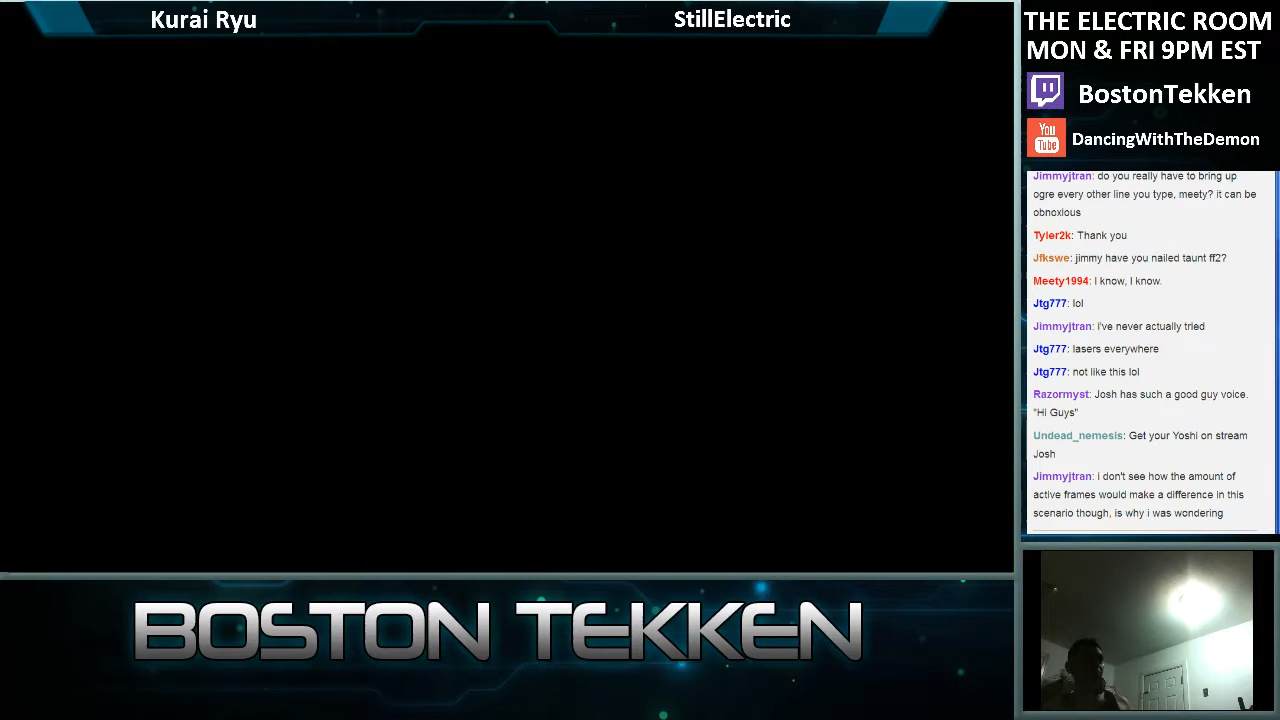 Kurai Ryu
StillElectric
THE ELECTRIC ROOM
MON & FRI 9PM EST
BostonTekken
You
Tube
DancingWithTheDemon
Jimmyjtran: do you really have to bring up
ogre every other line you type, meety? it can be
obnoxious
Tyler2k: Thank you
Jfkswe: jimmy have you nailed taunt ff2?
Meety1994: I know, I know.
Jtg777: lol
Jimmyjtran: i've never actually tried
Jtg777: lasers everywhere
Jtg777: not like this lol
Razormyst: Josh has such a good guy voice.
"Hi Guys"
Undead_nemesis: Get your Yoshi on stream
Josh
Jimmyjtran: i don't see how the amount of
active frames would make a difference in this
scenario though, is why i was wondering
BOSTON TEKKEN